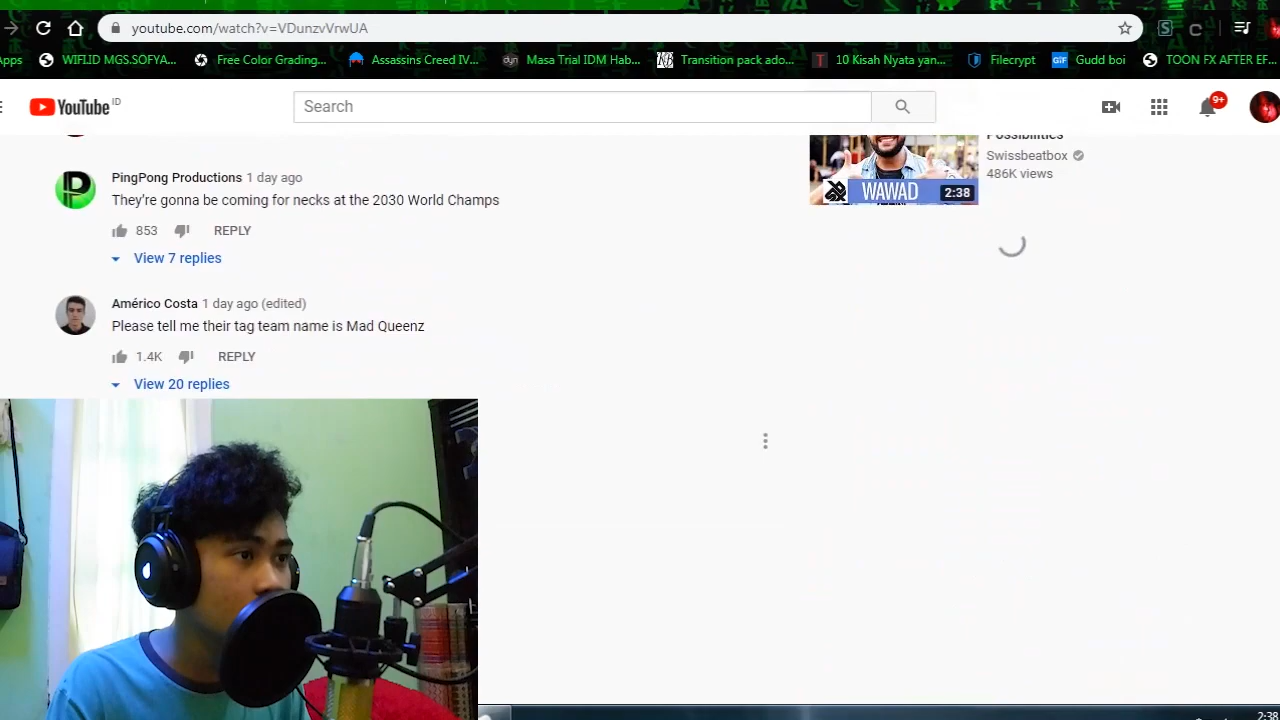 youtube.com/watch?v=VDunzvVrwUA
Apps WIFI.ID MGS.SOFYA... Free Color Grading... Assassins Creed IV... Masa Trial IDM Hab... Transition pack ado... 10 Kisah Nyata yan... Filecrypt GIF Gudd boi TOON FX AFTER EF...
YouTube ID Search 9+
Possibilities
PingPong Productions 1 day ago
They're gonna be coming for necks at the 2030 World Champs
853 REPLY
View 7 replies
Américo Costa 1 day ago (edited)
Please tell me their tag team name is Mad Queenz
1.4K REPLY
View 20 replies
WAWAD 2:38
Swissbeatbox
486K views
2:38